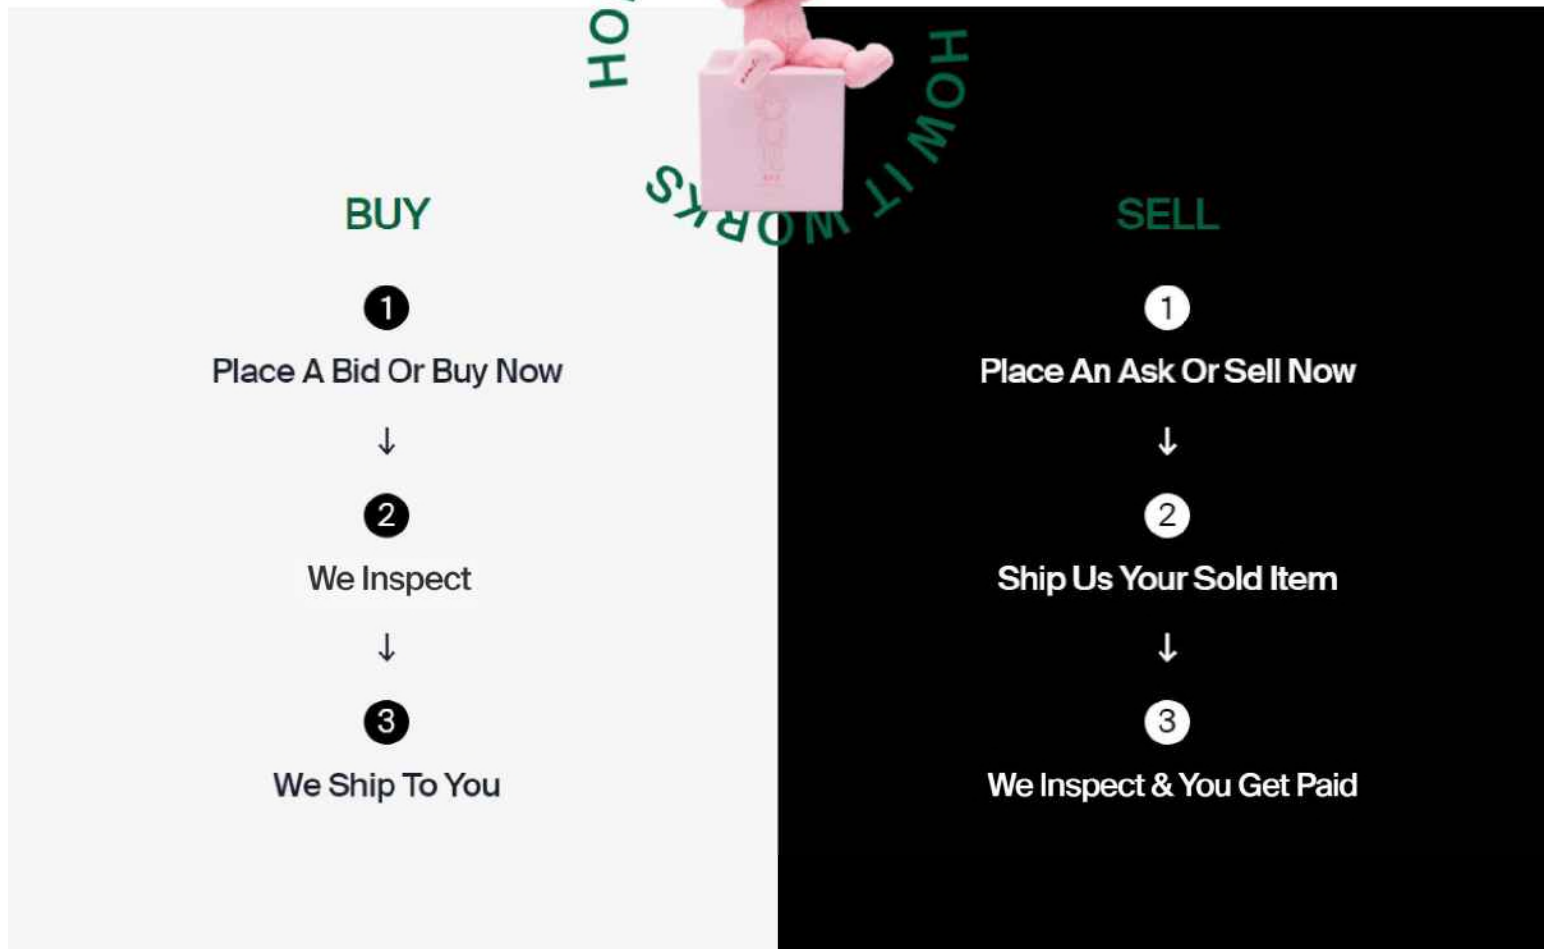 HO
HOW IT WORKS
BUY
1
Place A Bid Or Buy Now
↓
2
We Inspect
↓
3
We Ship To You
SELL
1
Place An Ask Or Sell Now
↓
2
Ship Us Your Sold Item
↓
3
We Inspect & You Get Paid